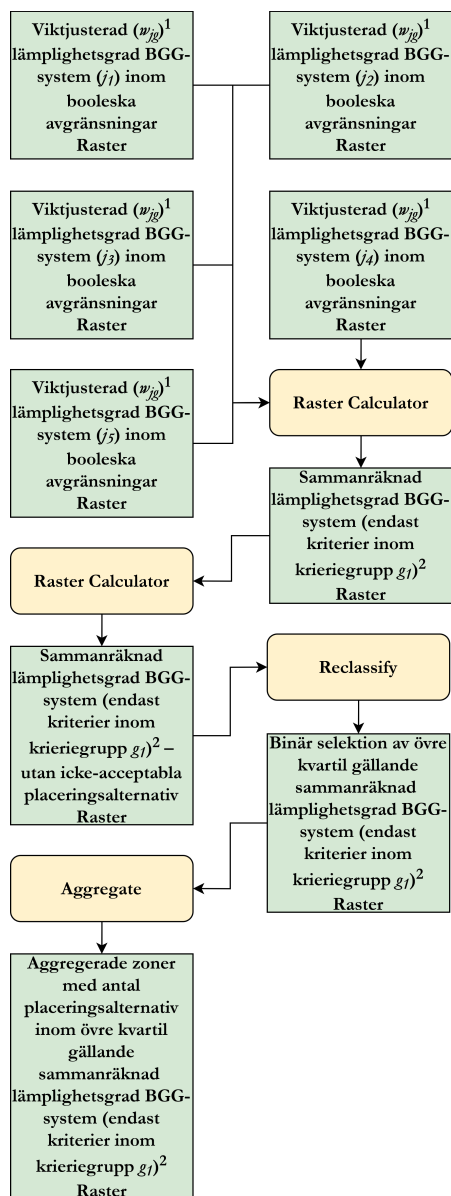 Viktjusterad (w_jg)¹
lämplighetsgrad BGG-
system (j₁) inom
booleska
avgränsningar
Raster
Viktjusterad (w_jg)¹
lämplighetsgrad BGG-
system (j₂) inom
booleska
avgränsningar
Raster
Viktjusterad (w_jg)¹
lämplighetsgrad BGG-
system (j₃) inom
booleska
avgränsningar
Raster
Viktjusterad (w_jg)¹
lämplighetsgrad BGG-
system (j₄) inom
booleska
avgränsningar
Raster
Viktjusterad (w_jg)¹
lämplighetsgrad BGG-
system (j₅) inom
booleska
avgränsningar
Raster
Raster Calculator
Sammanräknad
lämplighetsgrad BGG-
system (endast
kriterier inom
krieriegrupp g₁)²
Raster
Raster Calculator
Sammanräknad
lämplighetsgrad BGG-
system (endast
kriterier inom
krieriegrupp g₁)² –
utan icke-acceptabla
placeringsalternativ
Raster
Reclassify
Binär selektion av övre
kvartil gällande
sammanräknad
lämplighetsgrad BGG-
system (endast
kriterier inom
krieriegrupp g₁)²
Raster
Aggregate
Aggregerade zoner
med antal
placeringsalternativ
inom övre kvartil
gällande
sammanräknad
lämplighetsgrad BGG-
system (endast
kriterier inom
krieriegrupp g₁)²
Raster